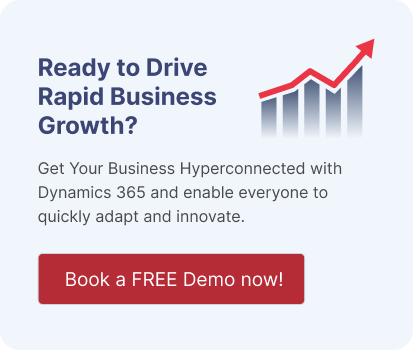 Ready to Drive
Rapid Business
Growth?
Get Your Business Hyperconnected with
Dynamics 365 and enable everyone to
quickly adapt and innovate.
Book a FREE Demo now!